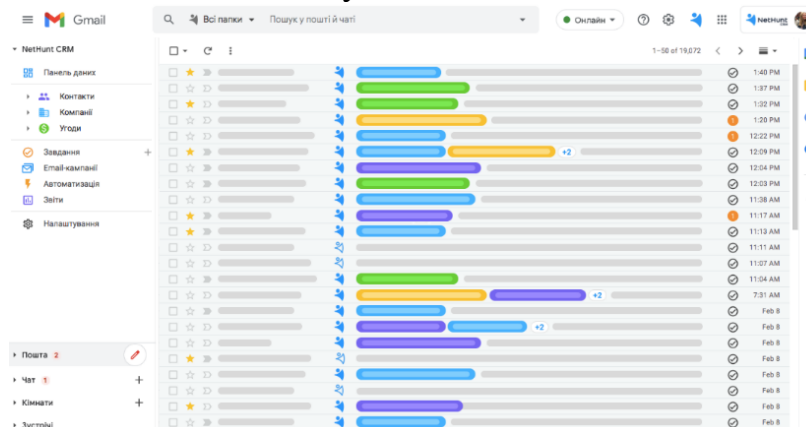 Gmail
Всі папки
Пошук у пошті й чаті
Онлайн
NetHunt
NetHunt CRM
1–50 of 19,072
Панель даних
Контакти
Компанії
Угоди
Завдання
Email-кампанії
Автоматизація
Звіти
Налаштування
Пошта 2
Чат 1
Кімнати
Зустрічі
1:40 PM
1:37 PM
1:32 PM
1 1:20 PM
1 12:22 PM
+2 12:09 PM
12:04 PM
12:03 PM
11:38 AM
1 11:17 AM
11:13 AM
11:11 AM
11:07 AM
11:04 AM
+2 7:31 AM
Feb 8
+2 Feb 8
Feb 8
Feb 8
Feb 8
Feb 8
Feb 8
Feb 8